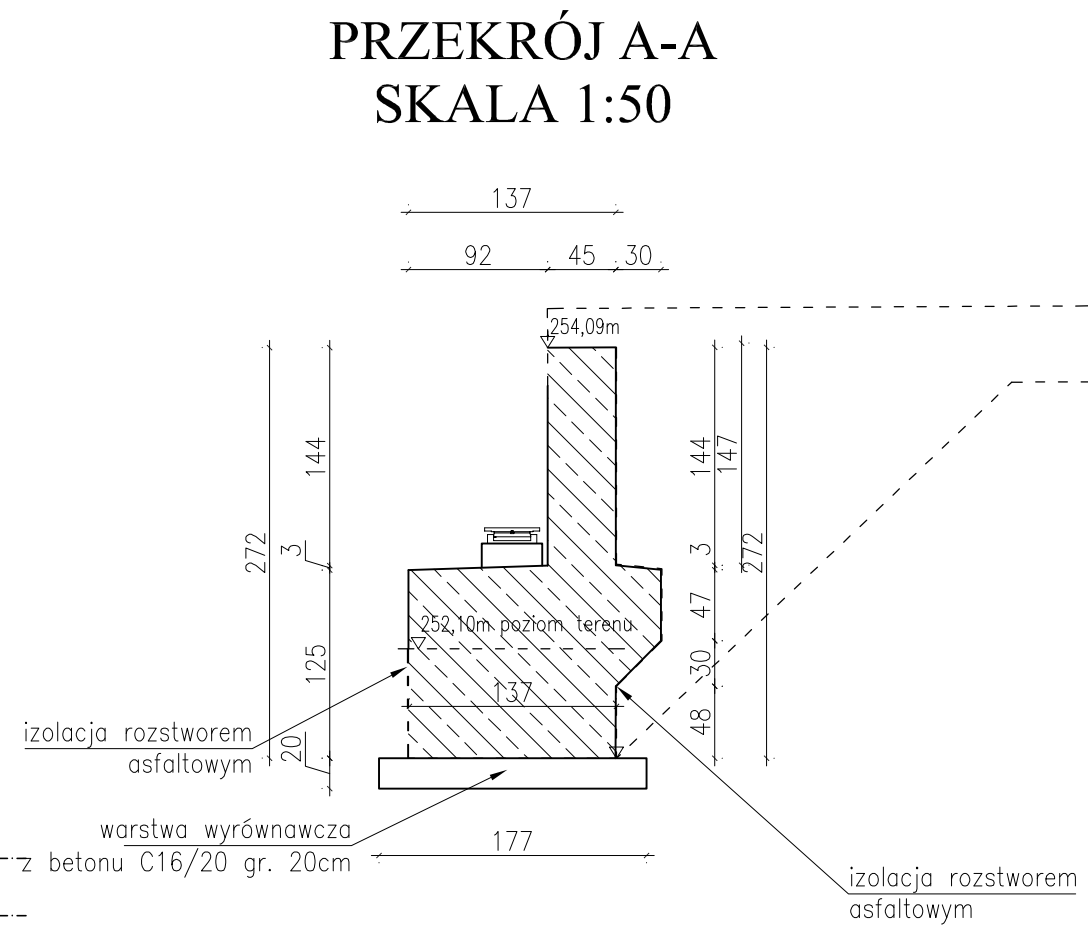 PRZEKRÓJ A-A
SKALA 1:50
137
92 45 30
254,09m
272
144
3
125
20
144
147
3
272
47
30
48
252,10m poziom terenu
137
izolacja rozstworem
asfaltowym
warstwa wyrównawcza
z betonu C16/20 gr. 20cm
177
izolacja rozstworem
asfaltowym